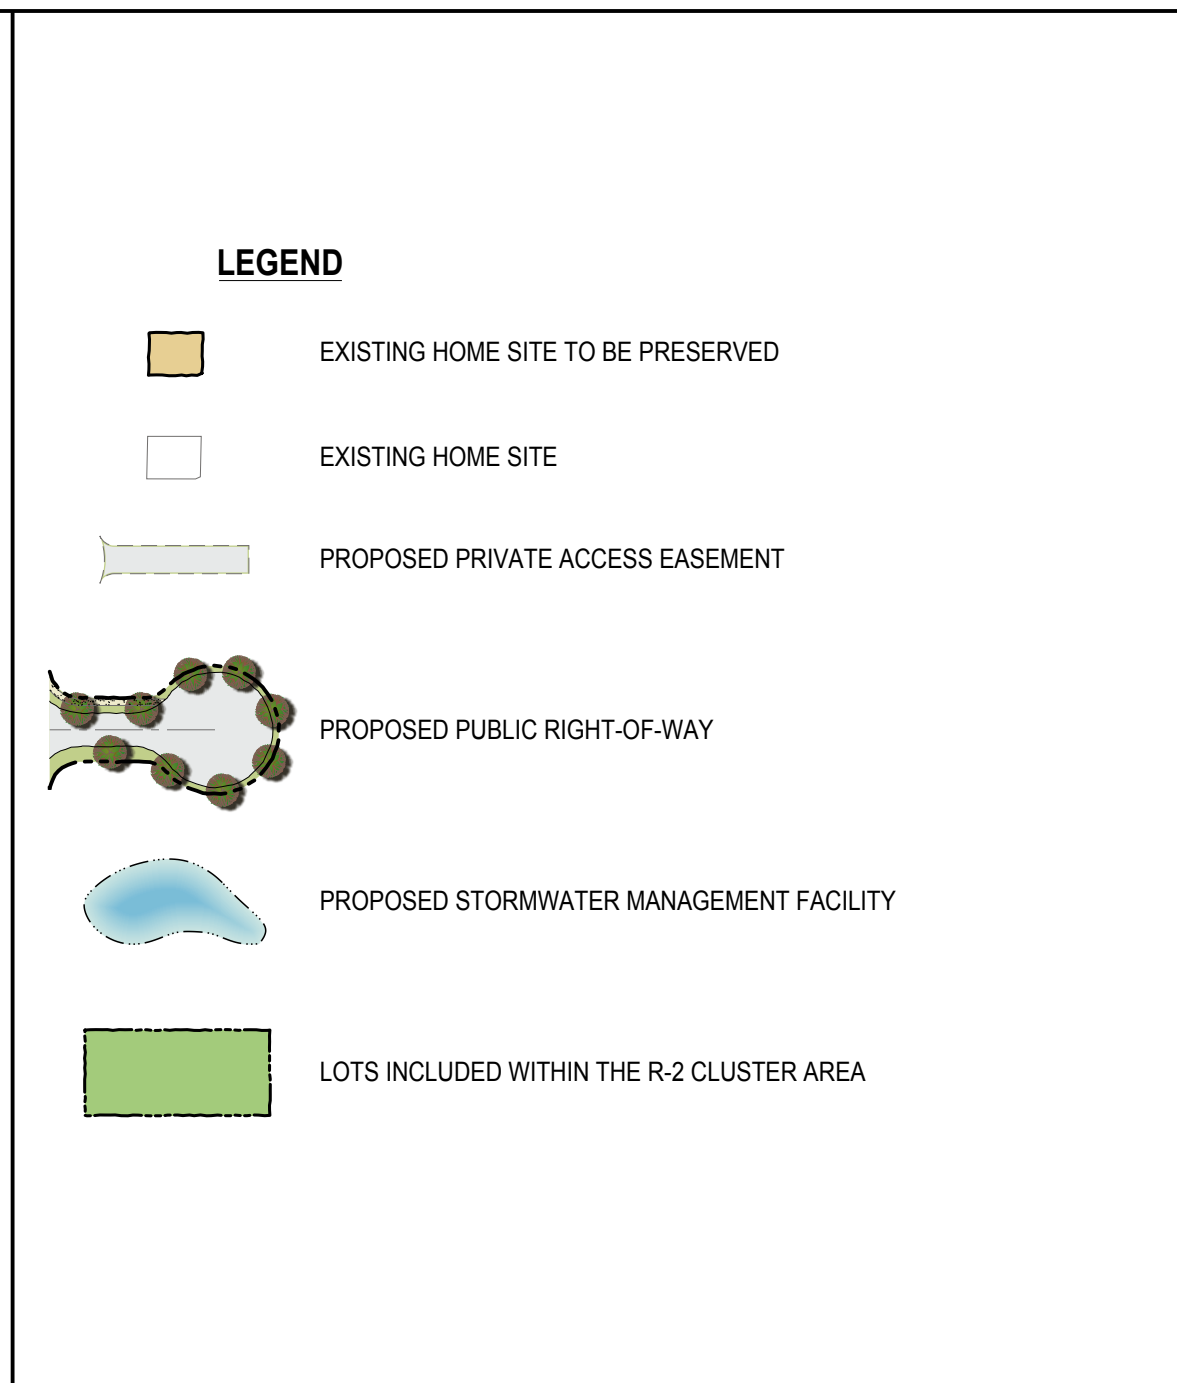 LEGEND
EXISTING HOME SITE TO BE PRESERVED
EXISTING HOME SITE
PROPOSED PRIVATE ACCESS EASEMENT
PROPOSED PUBLIC RIGHT-OF-WAY
PROPOSED STORMWATER MANAGEMENT FACILITY
LOTS INCLUDED WITHIN THE R-2 CLUSTER AREA